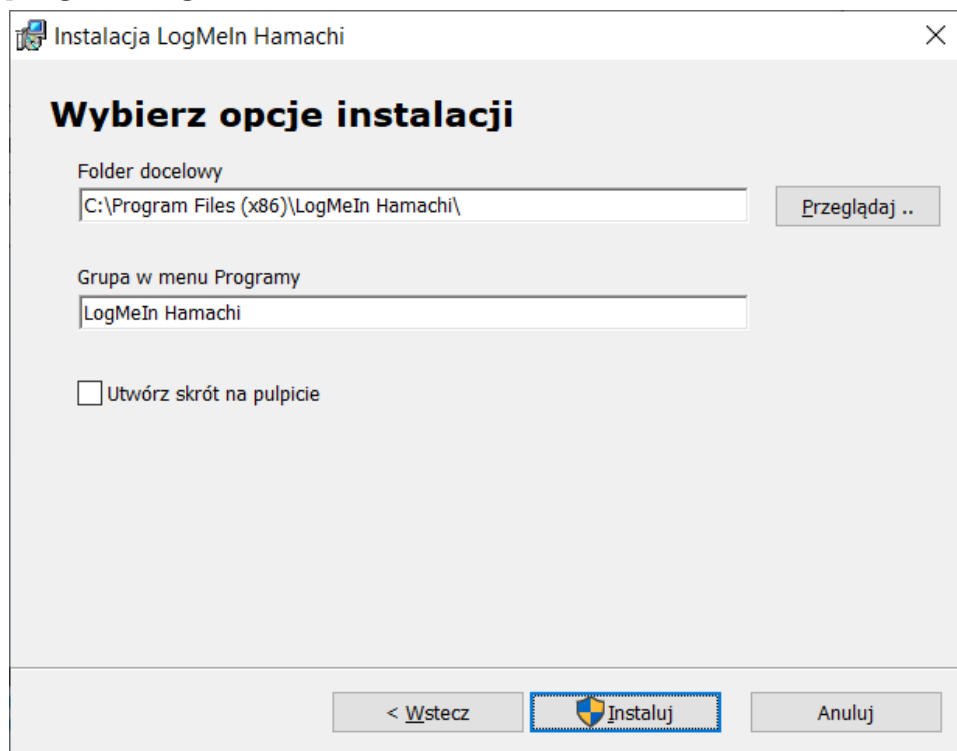 Instalacja LogMeIn Hamachi
Wybierz opcje instalacji
Folder docelowy
C:\Program Files (x86)\LogMeIn Hamachi\
Przeglądaj ..
Grupa w menu Programy
LogMeIn Hamachi
Utwórz skrót na pulpicie
< Wstecz
Instaluj
Anuluj